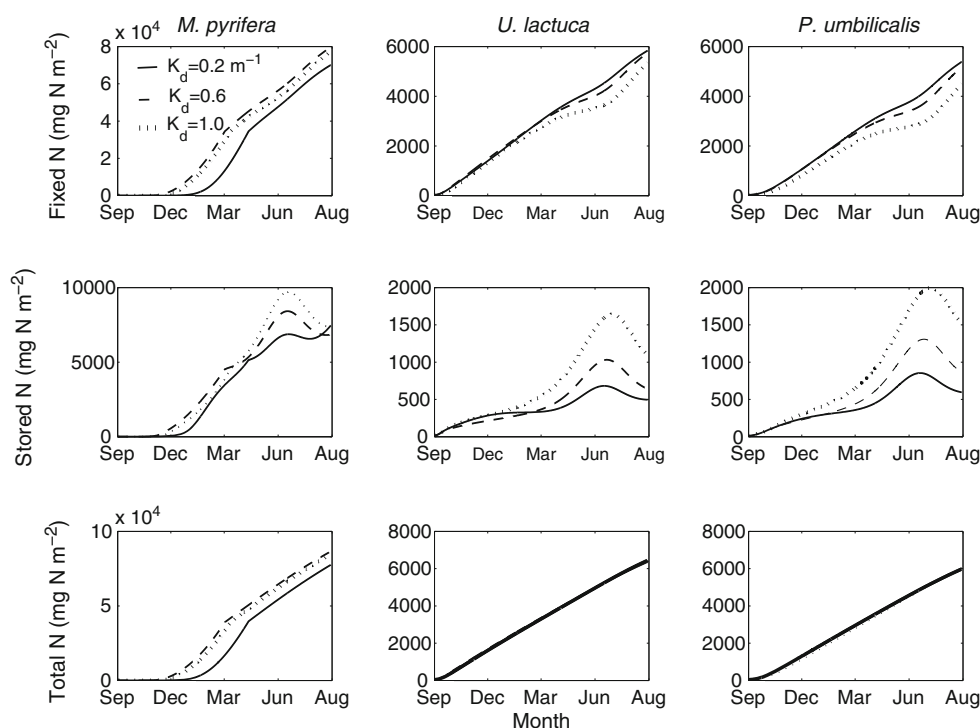 M. pyrifera
U. lactuca
P. umbilicalis
Fixed N (mg N m−2)
x 10^4
8
6
4
2
0
K_d=0.2 m−1
K_d=0.6
K_d=1.0
Sep Dec Mar Jun Aug
6000
4000
2000
0
Sep Dec Mar Jun Aug
6000
4000
2000
0
Sep Dec Mar Jun Aug
Stored N (mg N m−2)
10000
5000
0
Sep Dec Mar Jun Aug
2000
1500
1000
500
0
Sep Dec Mar Jun Aug
2000
1500
1000
500
0
Sep Dec Mar Jun Aug
Total N (mg N m−2)
x 10^4
10
5
0
Sep Dec Mar Jun Aug
8000
6000
4000
2000
0
Sep Dec Mar Jun Aug
8000
6000
4000
2000
0
Sep Dec Mar Jun Aug
Month